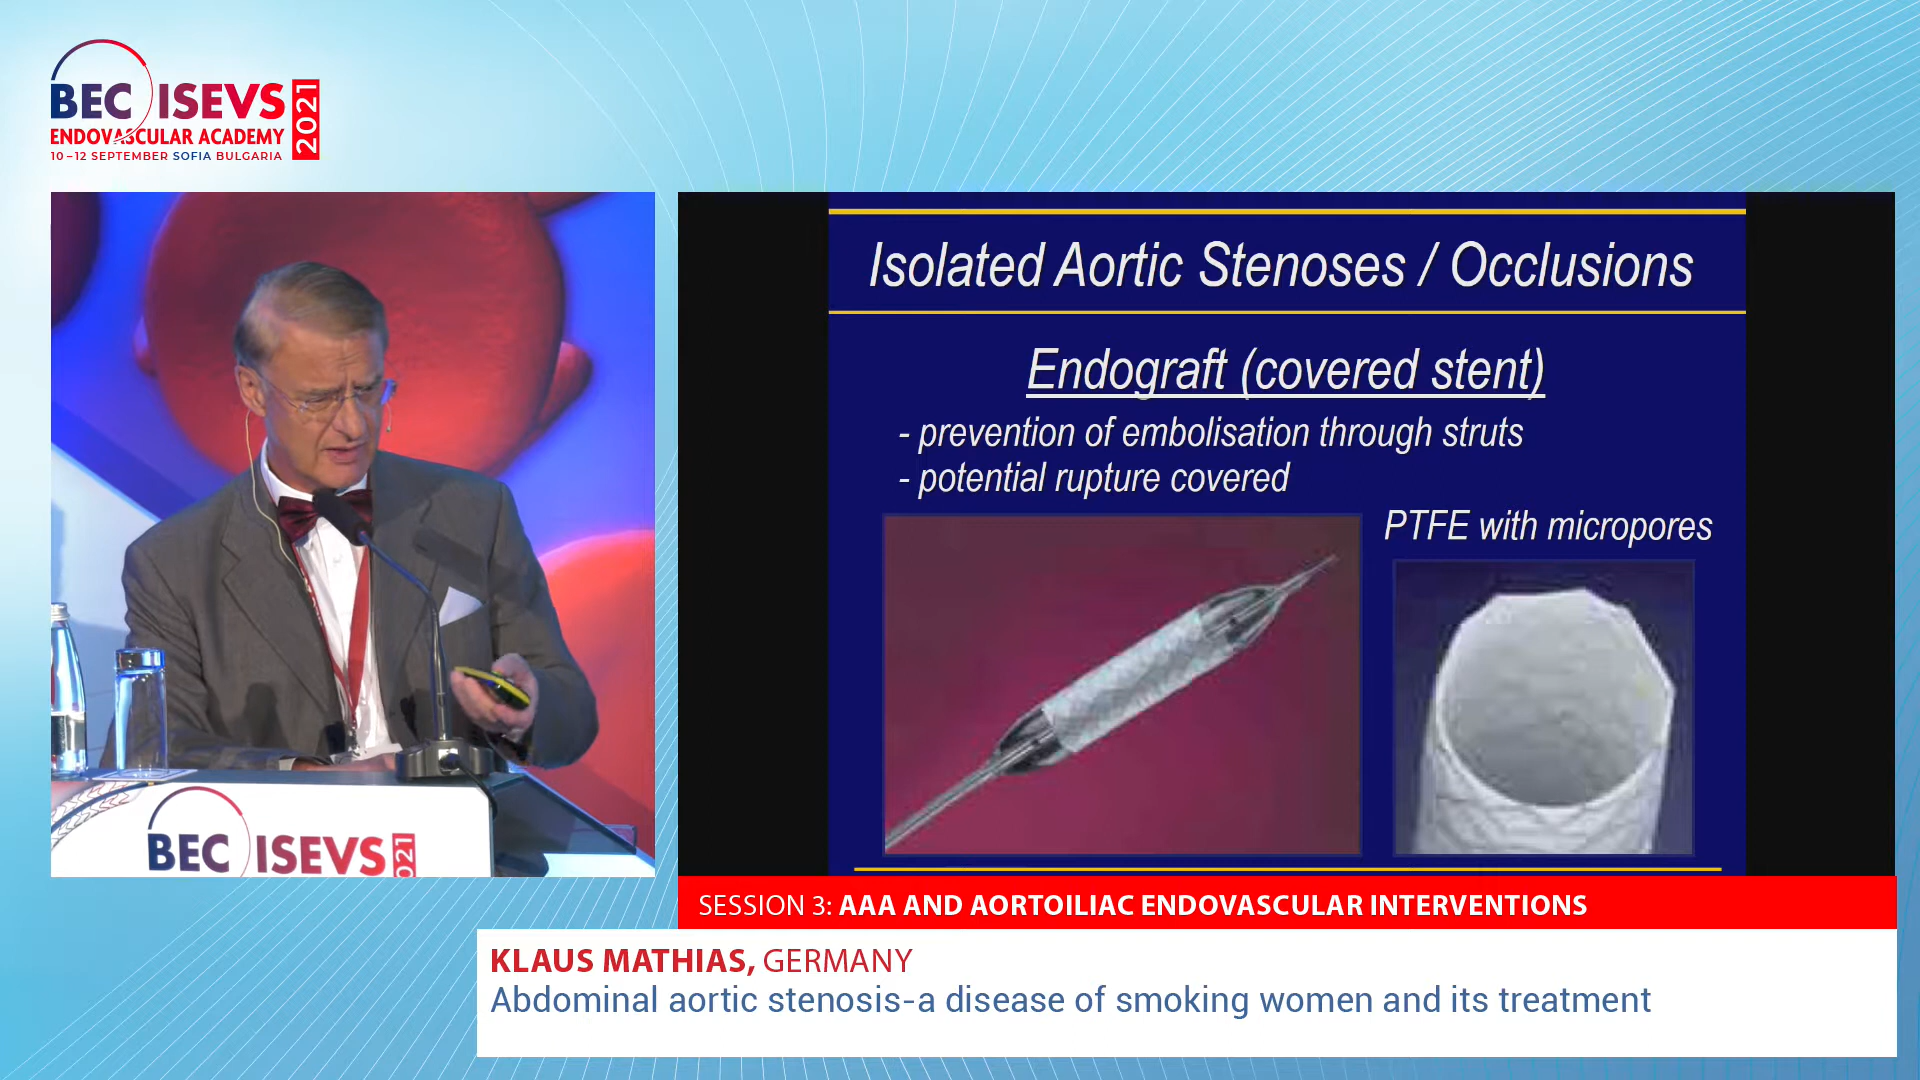 BEC ISEVS 2021
ENDOVASCULAR ACADEMY
10–12 SEPTEMBER SOFIA BULGARIA
Isolated Aortic Stenoses / Occlusions
Endograft (covered stent)
- prevention of embolisation through struts
- potential rupture covered
PTFE with micropores
BEC ISEVS 021
SESSION 3: AAA AND AORTOILIAC ENDOVASCULAR INTERVENTIONS
KLAUS MATHIAS, GERMANY
Abdominal aortic stenosis-a disease of smoking women and its treatment